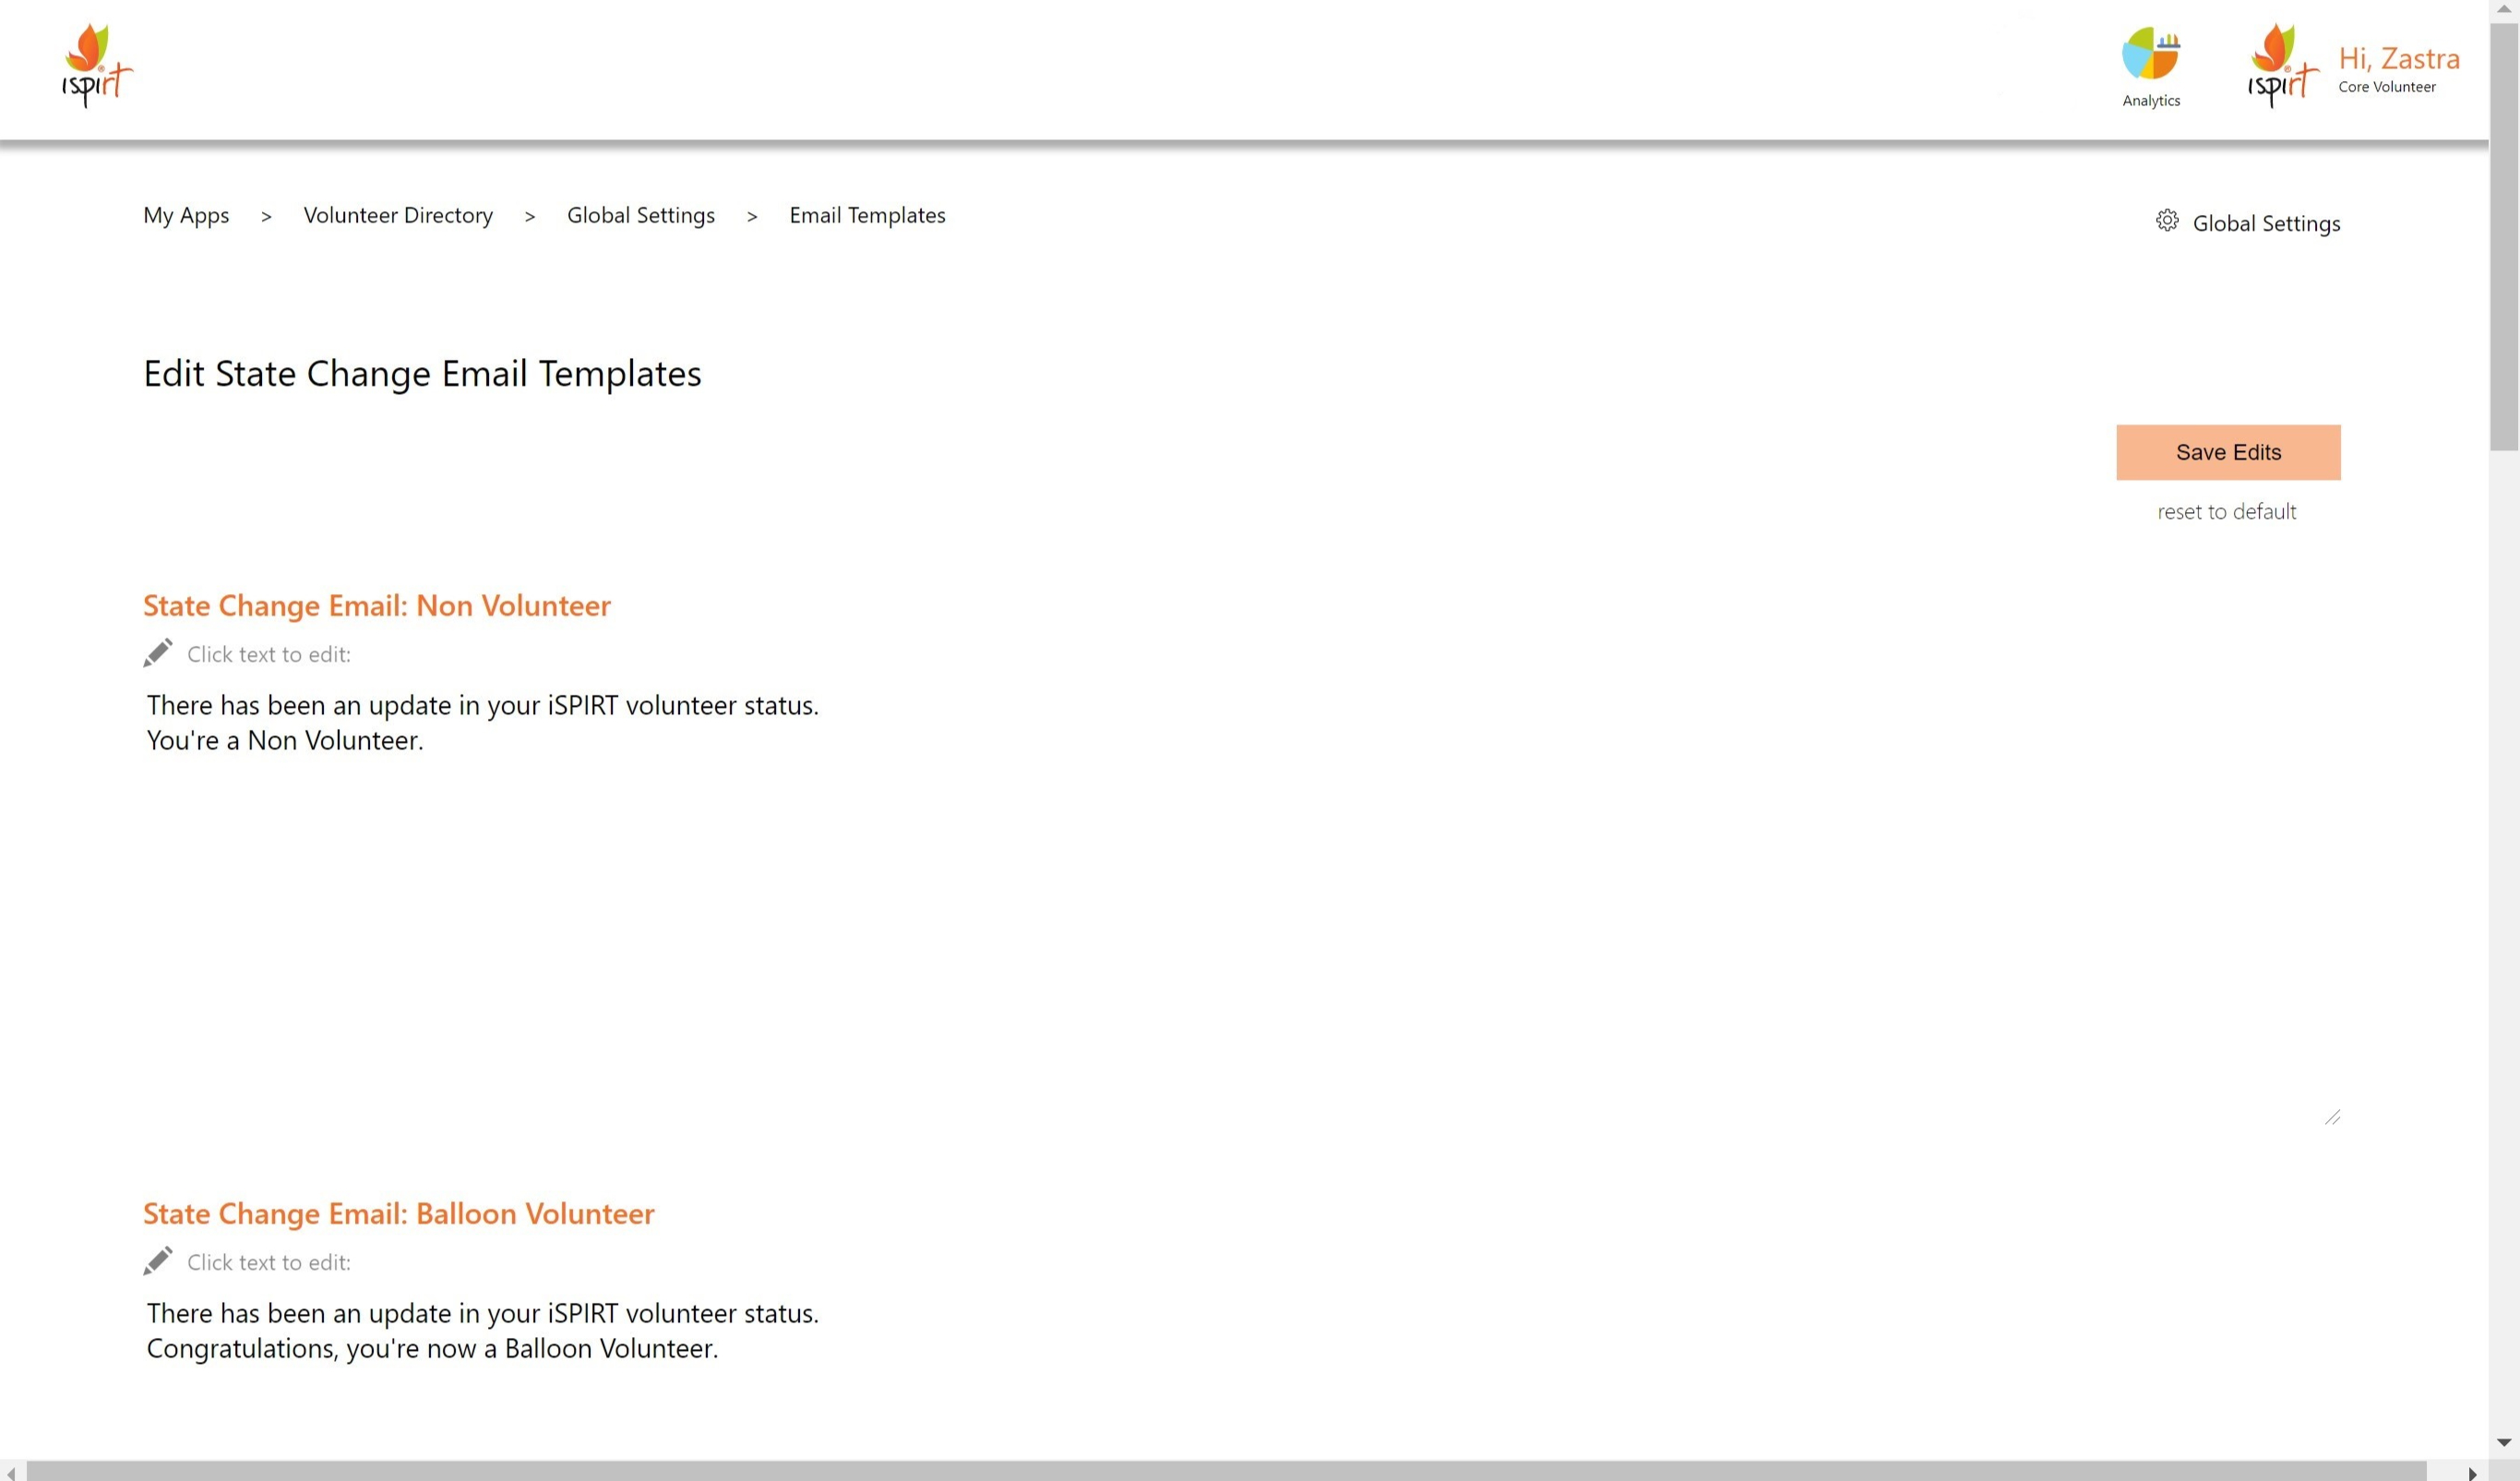 ispirt
Analytics
ispirt
Hi, Zastra
Core Volunteer
My Apps > Volunteer Directory > Global Settings > Email Templates
Global Settings
Edit State Change Email Templates
Save Edits
reset to default
State Change Email: Non Volunteer
Click text to edit:
There has been an update in your iSPIRT volunteer status.
You're a Non Volunteer.
State Change Email: Balloon Volunteer
Click text to edit:
There has been an update in your iSPIRT volunteer status.
Congratulations, you're now a Balloon Volunteer.